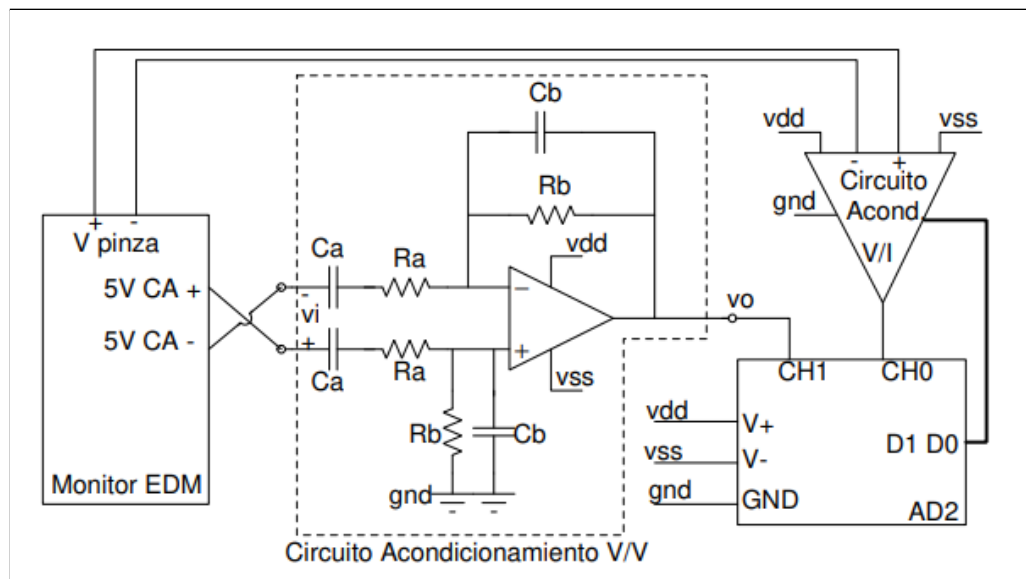 Cb
vdd
vss
- +
Circuito
Rb
gnd
Acond
+ -
V pinza
Ca
Ra
vdd
V/I
5V CA +
-
vi
−
vo
5V CA -
+
+
Ca
Ra
vss
CH1
CH0
vdd
V+
Rb
Cb
D1 D0
vss
V-
Monitor EDM
gnd
gnd
GND
AD2
Circuito Acondicionamiento V/V